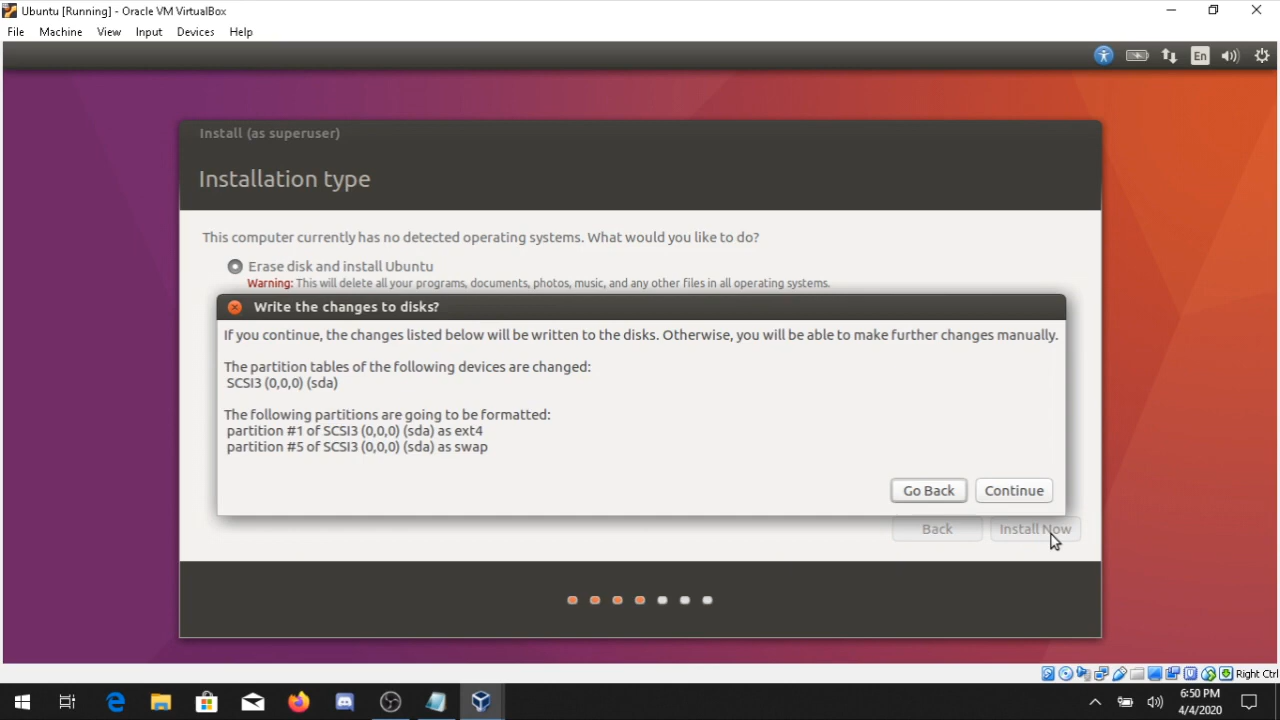 Ubuntu [Running] - Oracle VM VirtualBox
File Machine View Input Devices Help
En
Install (as superuser)
Installation type
This computer currently has no detected operating systems. What would you like to do?
Erase disk and install Ubuntu
Warning: This will delete all your programs, documents, photos, music, and any other files in all operating systems.
Write the changes to disks?
If you continue, the changes listed below will be written to the disks. Otherwise, you will be able to make further changes manually.
The partition tables of the following devices are changed:
SCSI3 (0,0,0) (sda)
The following partitions are going to be formatted:
partition #1 of SCSI3 (0,0,0) (sda) as ext4
partition #5 of SCSI3 (0,0,0) (sda) as swap
Go Back Continue
Back Install Now
Right Ctrl
6:50 PM
4/4/2020